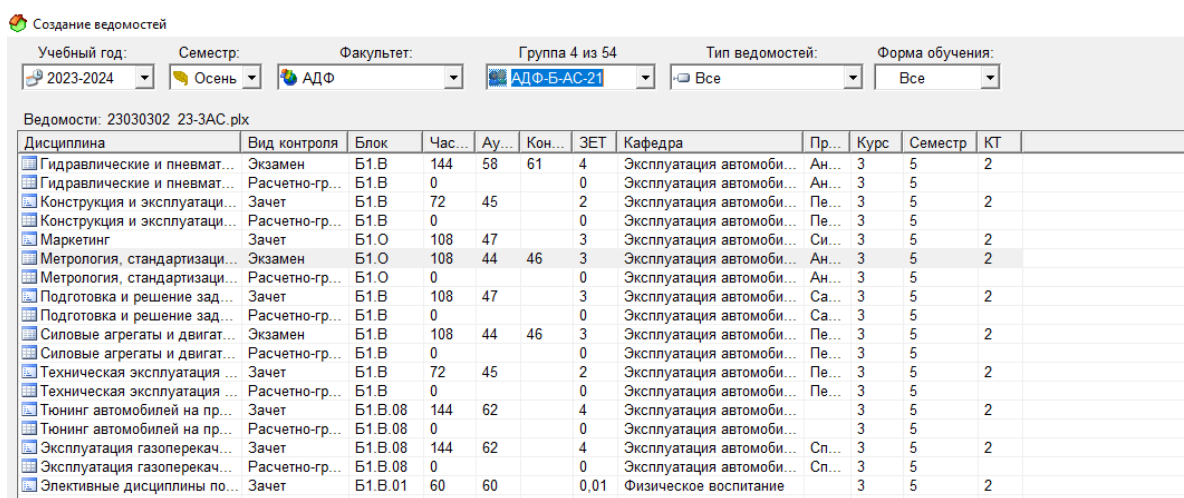 Создание ведомостей
Учебный год: Семестр: Факультет: Группа 4 из 54 Тип ведомостей: Форма обучения:
2023-2024 Осень АДФ АДФ-Б-АС-21 Все Все
Ведомости: 23030302 23-3АС.plx
Дисциплина Вид контроля Блок Час... Ау... Кон... ЗЕТ Кафедра Пр... Курс Семестр КТ
Гидравлические и пневмат... Экзамен Б1.В 144 58 61 4 Эксплуатация автомоби... Ан... 3 5 2
Гидравлические и пневмат... Расчетно-гр... Б1.В 0 0 Эксплуатация автомоби... Ан... 3 5
Конструкция и эксплуатаци... Зачет Б1.В 72 45 2 Эксплуатация автомоби... Пе... 3 5 2
Конструкция и эксплуатаци... Расчетно-гр... Б1.В 0 0 Эксплуатация автомоби... Пе... 3 5
Маркетинг Зачет Б1.О 108 47 3 Эксплуатация автомоби... Си... 3 5 2
Метрология, стандартизаци... Экзамен Б1.О 108 44 46 3 Эксплуатация автомоби... Ан... 3 5 2
Метрология, стандартизаци... Расчетно-гр... Б1.О 0 0 Эксплуатация автомоби... Ан... 3 5
Подготовка и решение зад... Зачет Б1.В 108 47 3 Эксплуатация автомоби... Са... 3 5 2
Подготовка и решение зад... Расчетно-гр... Б1.В 0 0 Эксплуатация автомоби... Са... 3 5
Силовые агрегаты и двигат... Экзамен Б1.В 108 44 46 3 Эксплуатация автомоби... Пе... 3 5 2
Силовые агрегаты и двигат... Расчетно-гр... Б1.В 0 0 Эксплуатация автомоби... Пе... 3 5
Техническая эксплуатация ... Зачет Б1.В 72 45 2 Эксплуатация автомоби... Пе... 3 5 2
Техническая эксплуатация ... Расчетно-гр... Б1.В 0 0 Эксплуатация автомоби... Пе... 3 5
Тюнинг автомобилей на пр... Зачет Б1.В.08 144 62 4 Эксплуатация автомоби... 3 5 2
Тюнинг автомобилей на пр... Расчетно-гр... Б1.В.08 0 0 Эксплуатация автомоби... 3 5
Эксплуатация газоперекач... Зачет Б1.В.08 144 62 4 Эксплуатация автомоби... Сп... 3 5 2
Эксплуатация газоперекач... Расчетно-гр... Б1.В.08 0 0 Эксплуатация автомоби... Сп... 3 5
Элективные дисциплины по... Зачет Б1.В.01 60 60 0,01 Физическое воспитание 3 5 2